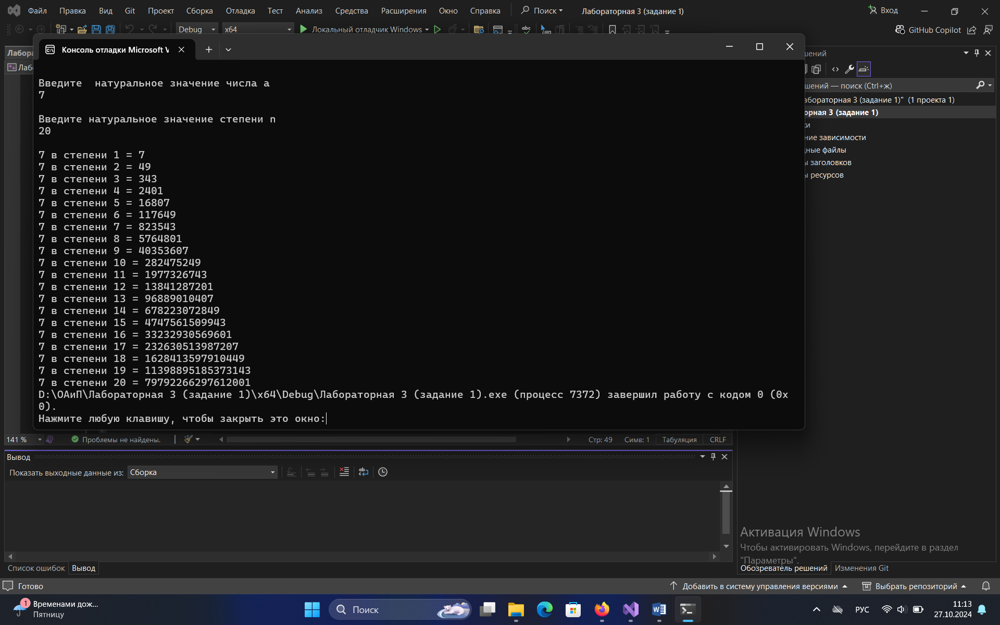 Файл Правка Вид Git Проект Сборка Отладка Тест Анализ Средства Расширения Окно Справка Поиск Лабораторная 3 (задание 1) Вход
Debug x64 Локальный отладчик Windows abc GitHub Copilot
Консоль отладки Microsoft V
Введите  натуральное значение числа a
7
Введите натуральное значение степени n
20
7 в степени 1 = 7
7 в степени 2 = 49
7 в степени 3 = 343
7 в степени 4 = 2401
7 в степени 5 = 16807
7 в степени 6 = 117649
7 в степени 7 = 823543
7 в степени 8 = 5764801
7 в степени 9 = 40353607
7 в степени 10 = 282475249
7 в степени 11 = 1977326743
7 в степени 12 = 13841287201
7 в степени 13 = 96889010407
7 в степени 14 = 678223072849
7 в степени 15 = 4747561509943
7 в степени 16 = 33232930569601
7 в степени 17 = 232630513987207
7 в степени 18 = 1628413597910449
7 в степени 19 = 11398895185373143
7 в степени 20 = 79792266297612001
D:\ОАиП\Лабораторная 3 (задание 1)\x64\Debug\Лабораторная 3 (задание 1).exe (процесс 7372) завершил работу с кодом 0 (0x
0).
Нажмите любую клавишу, чтобы закрыть это окно:
Лабора
Лабо
шений
шений — поиск (Ctrl+ж)
абораторная 3 (задание 1)" (1 проекта 1)
орная 3 (задание 1)
ки
ние зависимости
дные файлы
ы заголовков
ы ресурсов
141 % Проблемы не найдены. Стр: 49 Симв: 1 Табуляция CRLF
Вывод
Показать выходные данные из: Сборка
Список ошибок Вывод
Активация Windows
Чтобы активировать Windows, перейдите в раздел
"Параметры".
Обозреватель решений Изменения Git
Готово Добавить в систему управления версиями Выбрать репозиторий
1 Временами дож...
Пятницу
Поиск
РУС
11:13
27.10.2024